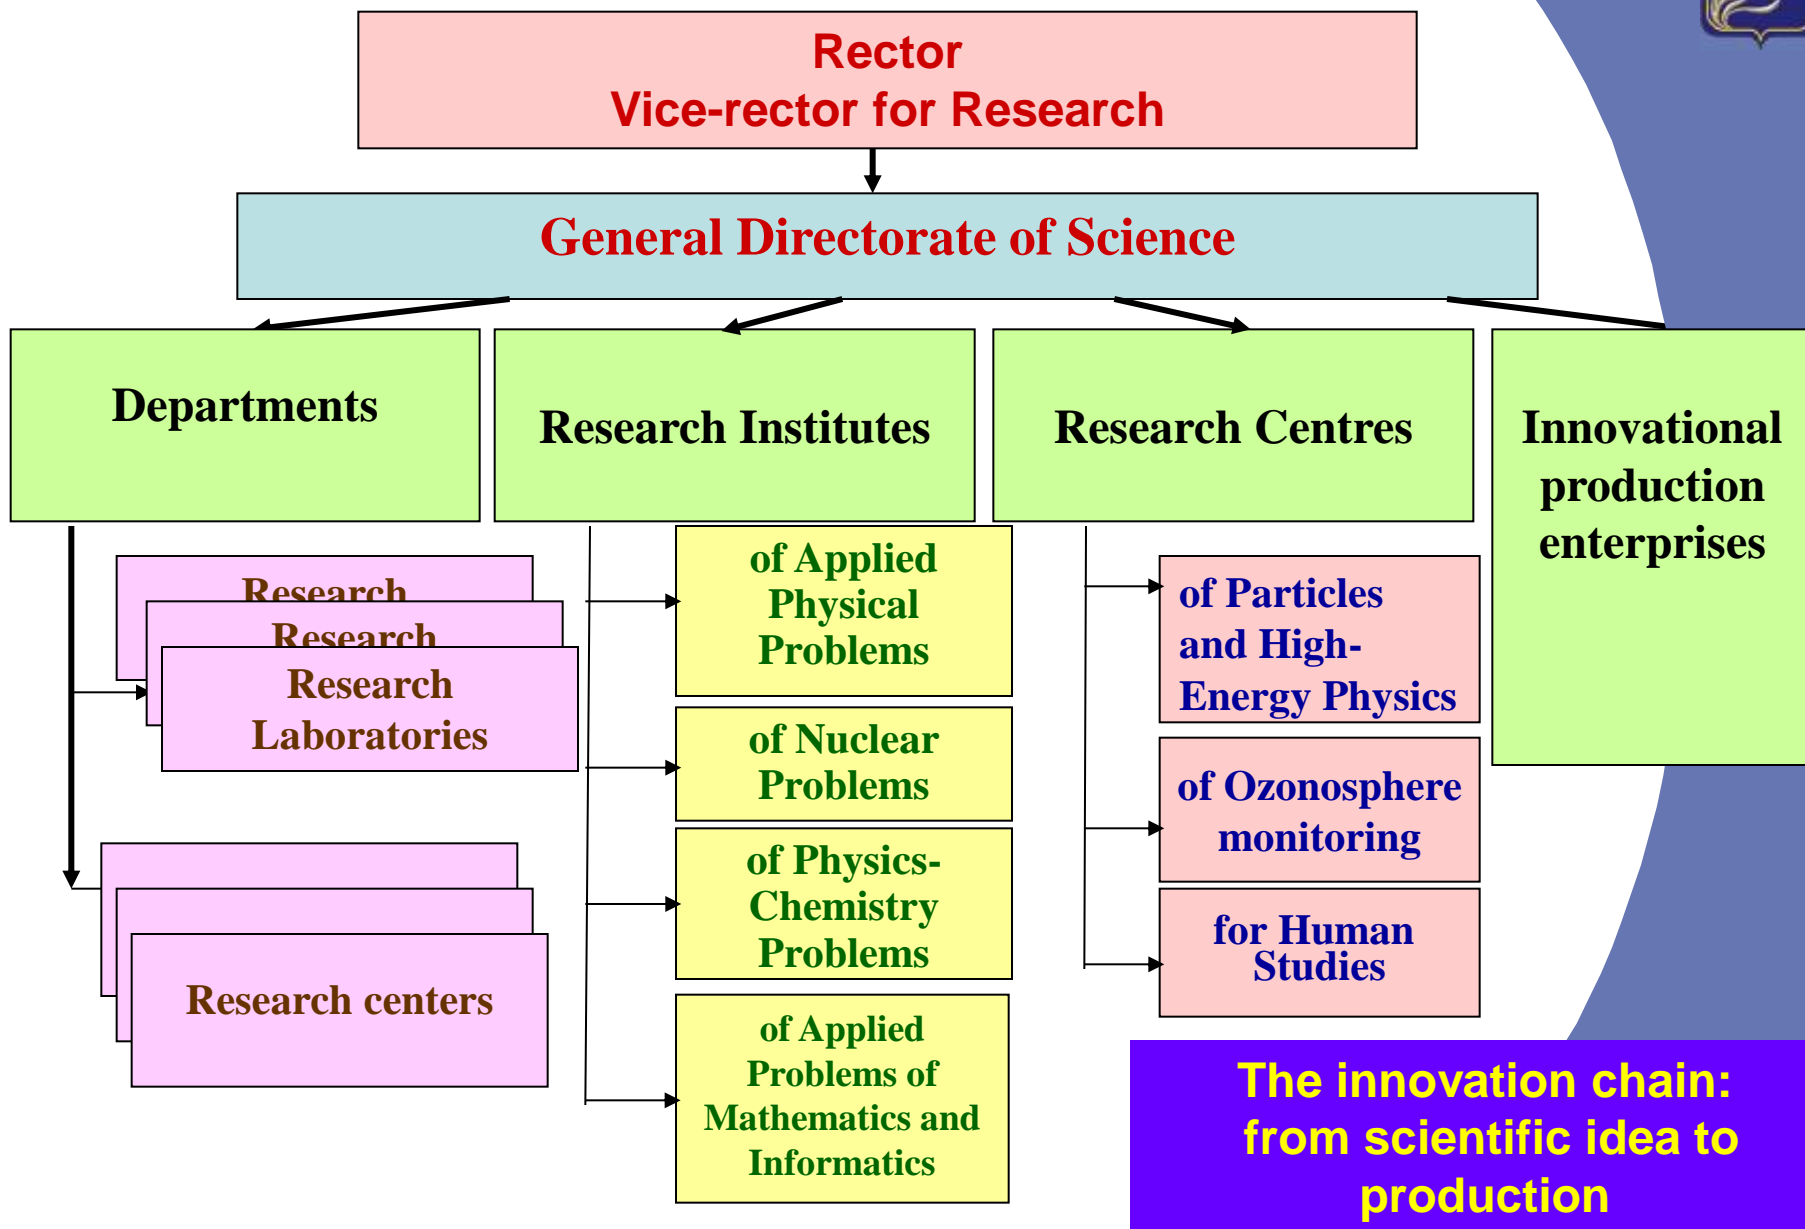 Rector
Vice-rector for Research
General Directorate of Science
Departments
Research Institutes
Research Centres
Innovational
production
enterprises
Research
Research
Research
Laboratories
Research centers
of Applied
Physical
Problems
of Nuclear
Problems
of Physics-
Chemistry
Problems
of Applied
Problems of
Mathematics and
Informatics
of Particles
and High-
Energy Physics
of Ozonosphere
monitoring
for Human
Studies
The innovation chain:
from scientific idea to
production